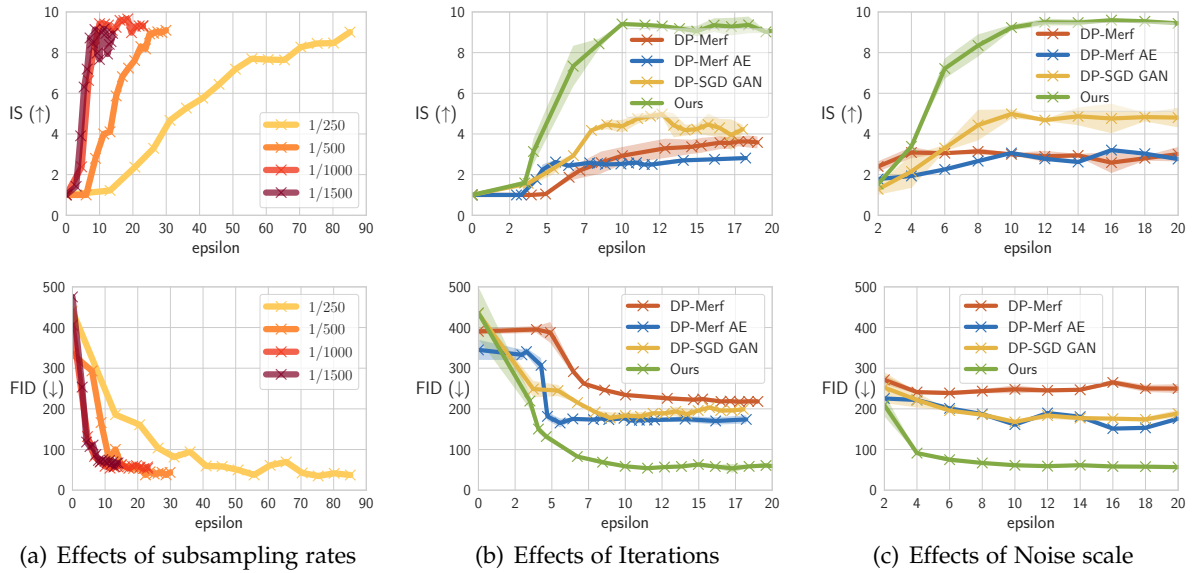 10
8
6
4
2
0
IS (↑)
0 10 20 30 40 50 60 70 80 90
epsilon
1/250
1/500
1/1000
1/1500
10
8
6
4
2
0
IS (↑)
0 2 5 7 10 12 15 17 20
epsilon
DP-Merf
DP-Merf AE
DP-SGD GAN
Ours
10
8
6
4
2
0
IS (↑)
2 4 6 8 10 12 14 16 18 20
epsilon
DP-Merf
DP-Merf AE
DP-SGD GAN
Ours
500
400
300
200
100
0
FID (↓)
0 10 20 30 40 50 60 70 80 90
epsilon
1/250
1/500
1/1000
1/1500
500
400
300
200
100
0
FID (↓)
0 2 5 7 10 12 15 17 20
epsilon
DP-Merf
DP-Merf AE
DP-SGD GAN
Ours
500
400
300
200
100
0
FID (↓)
2 4 6 8 10 12 14 16 18 20
epsilon
DP-Merf
DP-Merf AE
DP-SGD GAN
Ours
(a) Effects of subsampling rates
(b) Effects of Iterations
(c) Effects of Noise scale